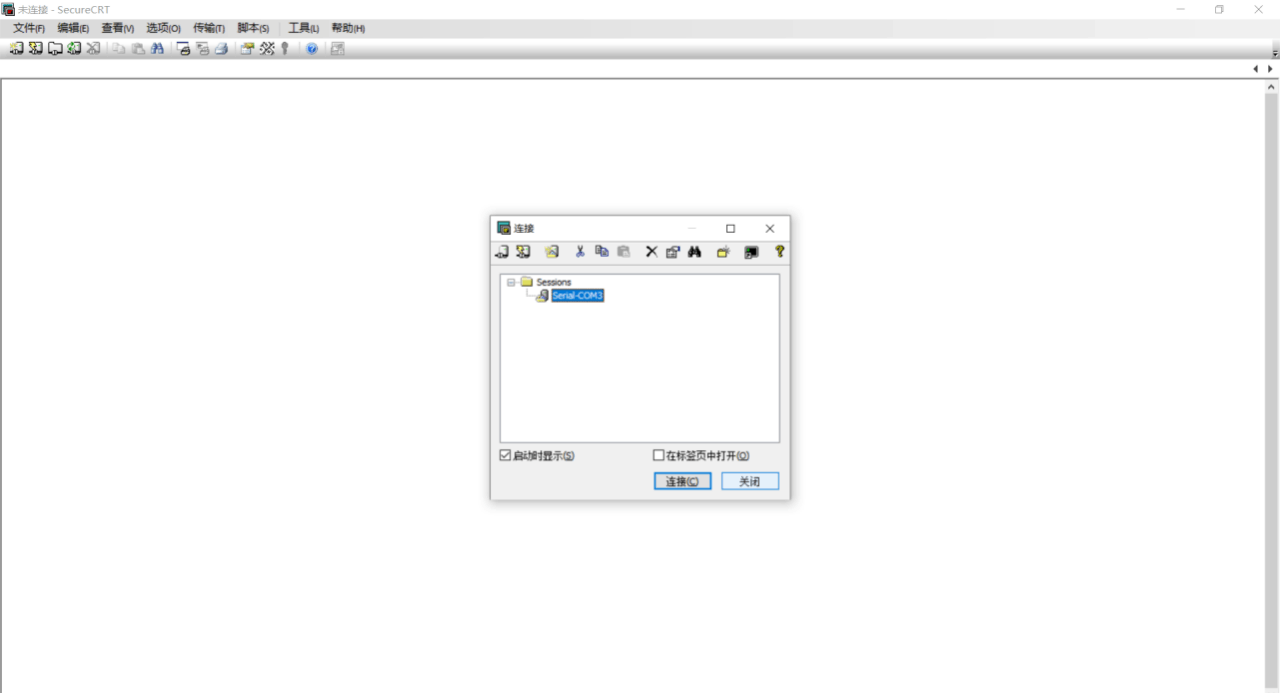 未连接 - SecureCRT
文件(F) 编辑(E) 查看(V) 选项(O) 传输(T) 脚本(S) 工具(L) 帮助(H)
连接
Sessions
Serial-COM3
启动时显示(S) 在标签页中打开(O)
连接(C) 关闭